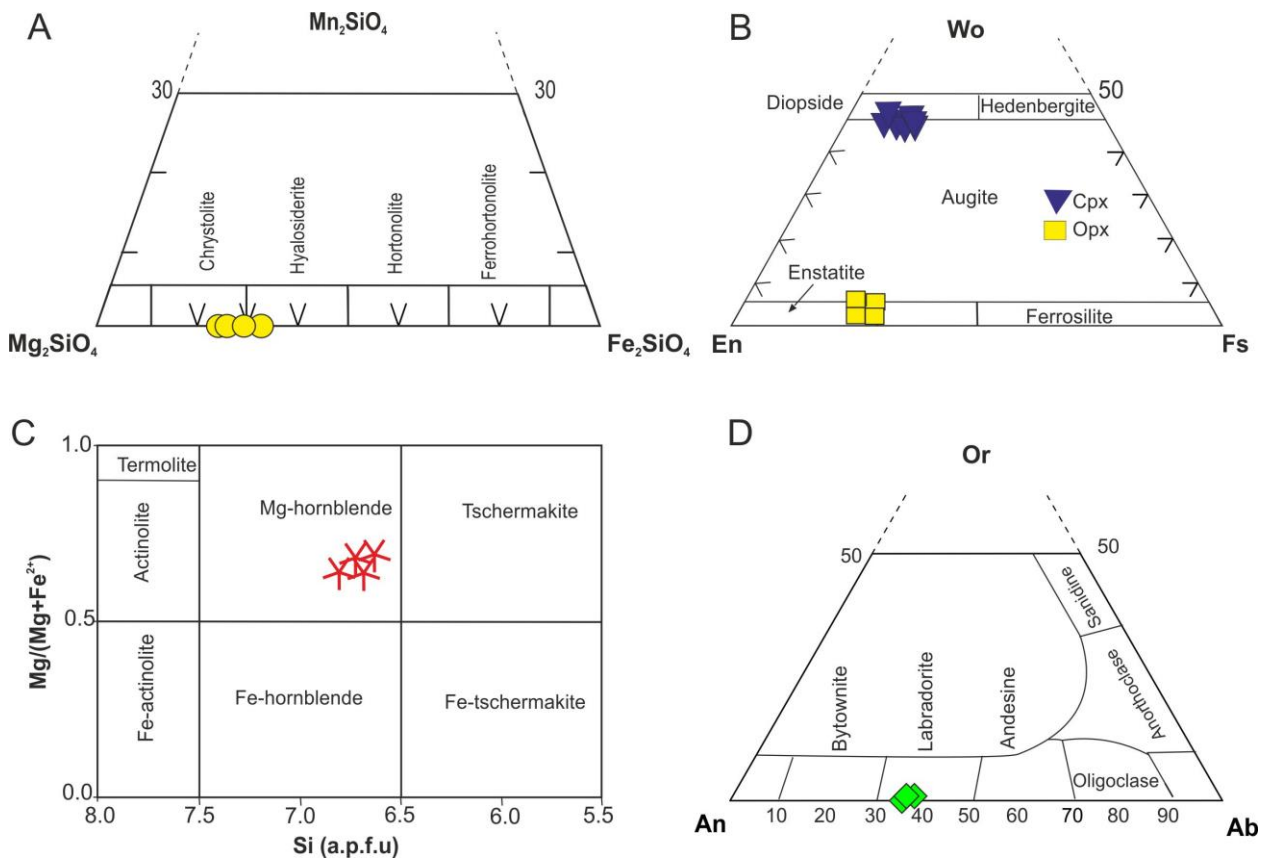 A
Mn₂SiO₄
30
30
Chrystolite
Hyalosiderite
Hortonolite
Ferrohortonolite
Mg₂SiO₄
Fe₂SiO₄
B
Wo
50
Diopside
Hedenbergite
Augite
Cpx
Opx
Enstatite
Ferrosilite
En
Fs
C
1.0
Termolite
Mg-hornblende
Tschermakite
Actinolite
Mg/(Mg+Fe²⁺)
0.5
Fe-actinolite
Fe-hornblende
Fe-tschermakite
0.0
8.0 7.5 7.0 6.5 6.0 5.5
Si (a.p.f.u)
D
Or
50
50
Sanidine
Bytownite
Labradorite
Andesine
Anorthoclase
Oligoclase
An
10 20 30 40 50 60 70 80 90
Ab